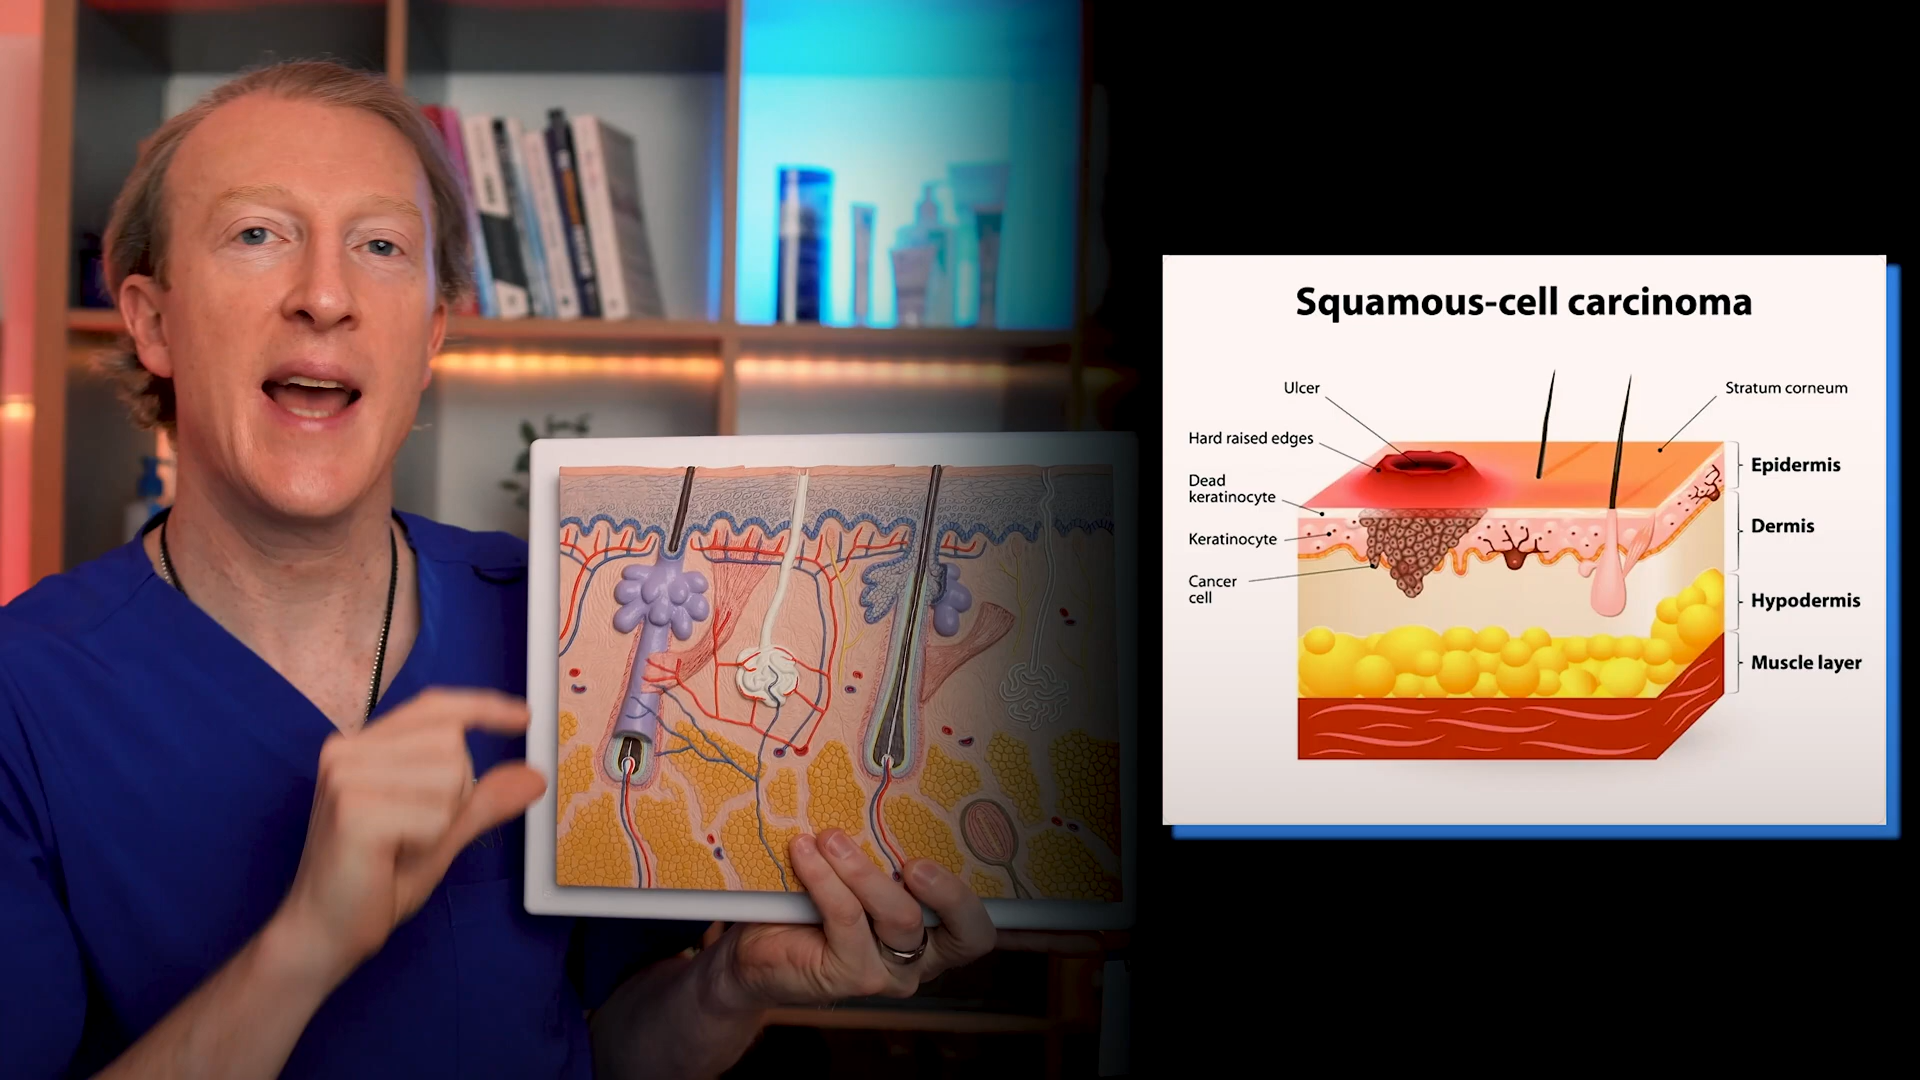 Squamous-cell carcinoma
Ulcer
Stratum corneum
Hard raised edges
Epidermis
Dead
keratinocyte
Dermis
Keratinocyte
Cancer
cell
Hypodermis
Muscle layer